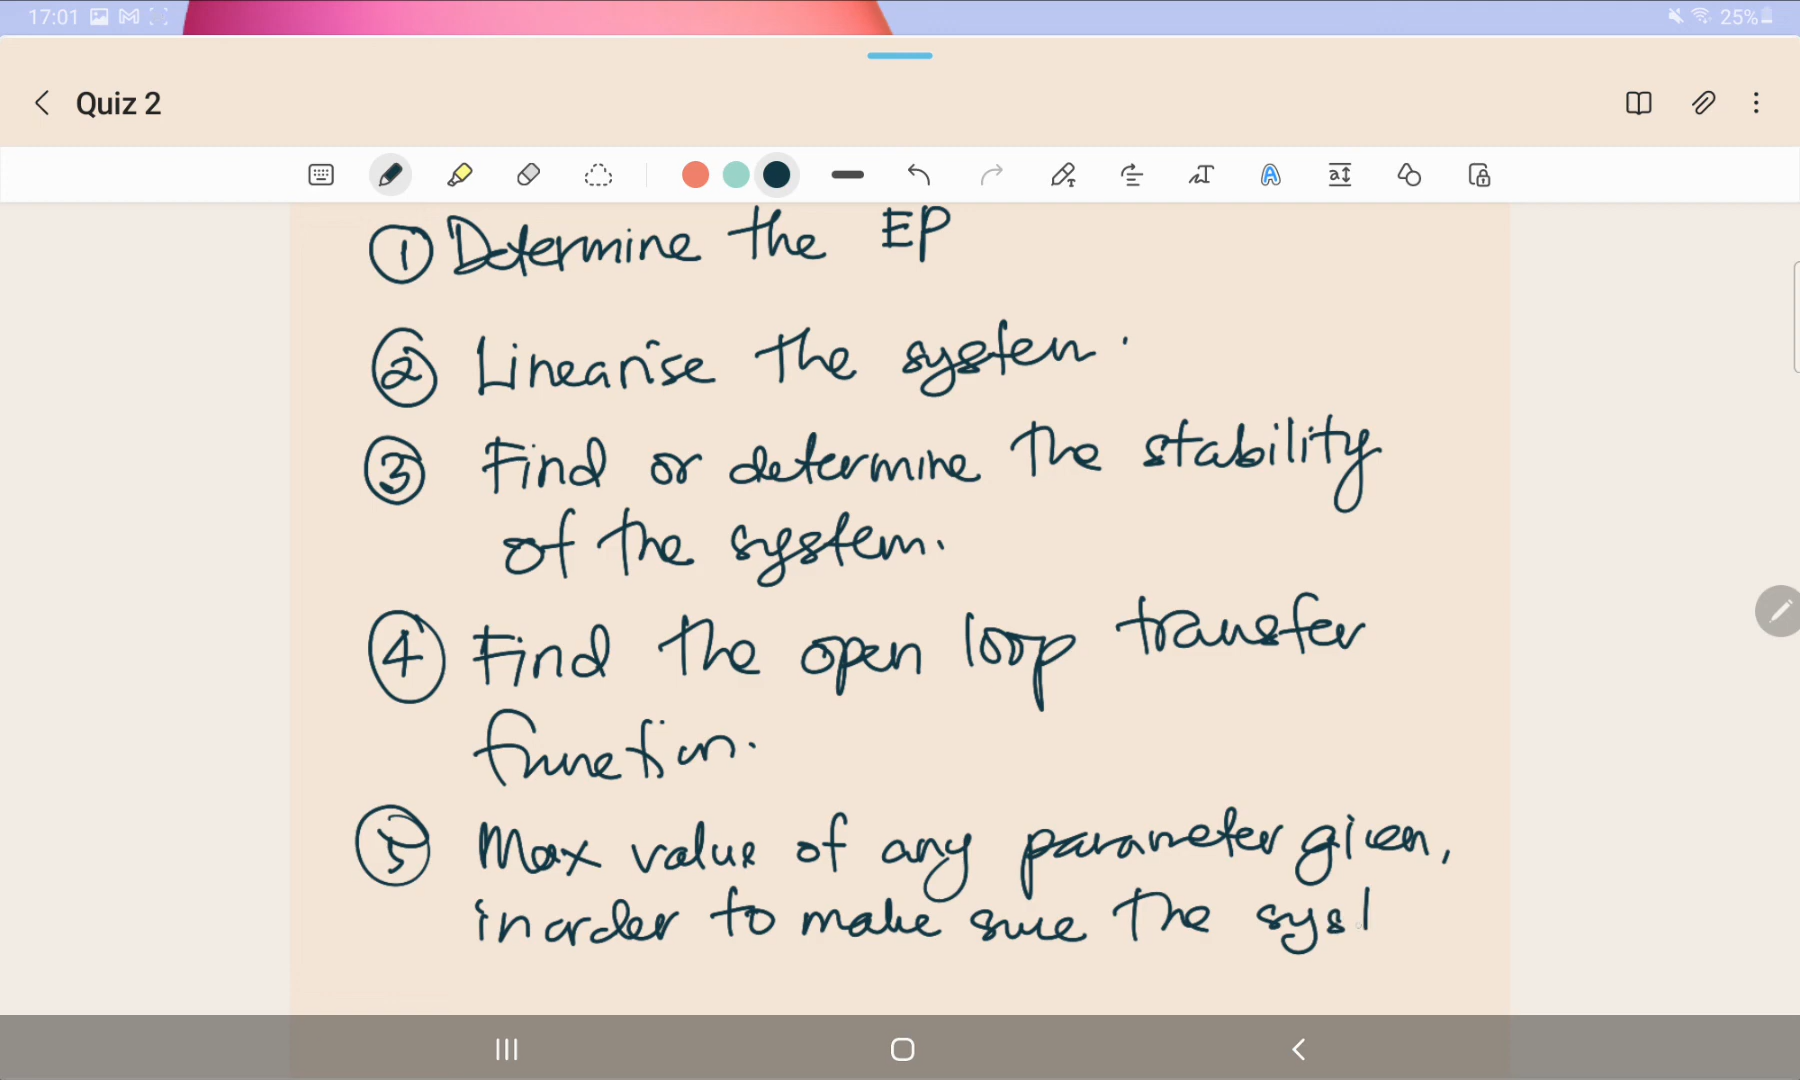 17:01
25%
Quiz 2
① Determine the EP
② Linearise the system.
③ Find or determine the stability
of the system.
④ Find the open loop transfer
function.
⑤ Max value of any parameter given,
in order to make sure the sys